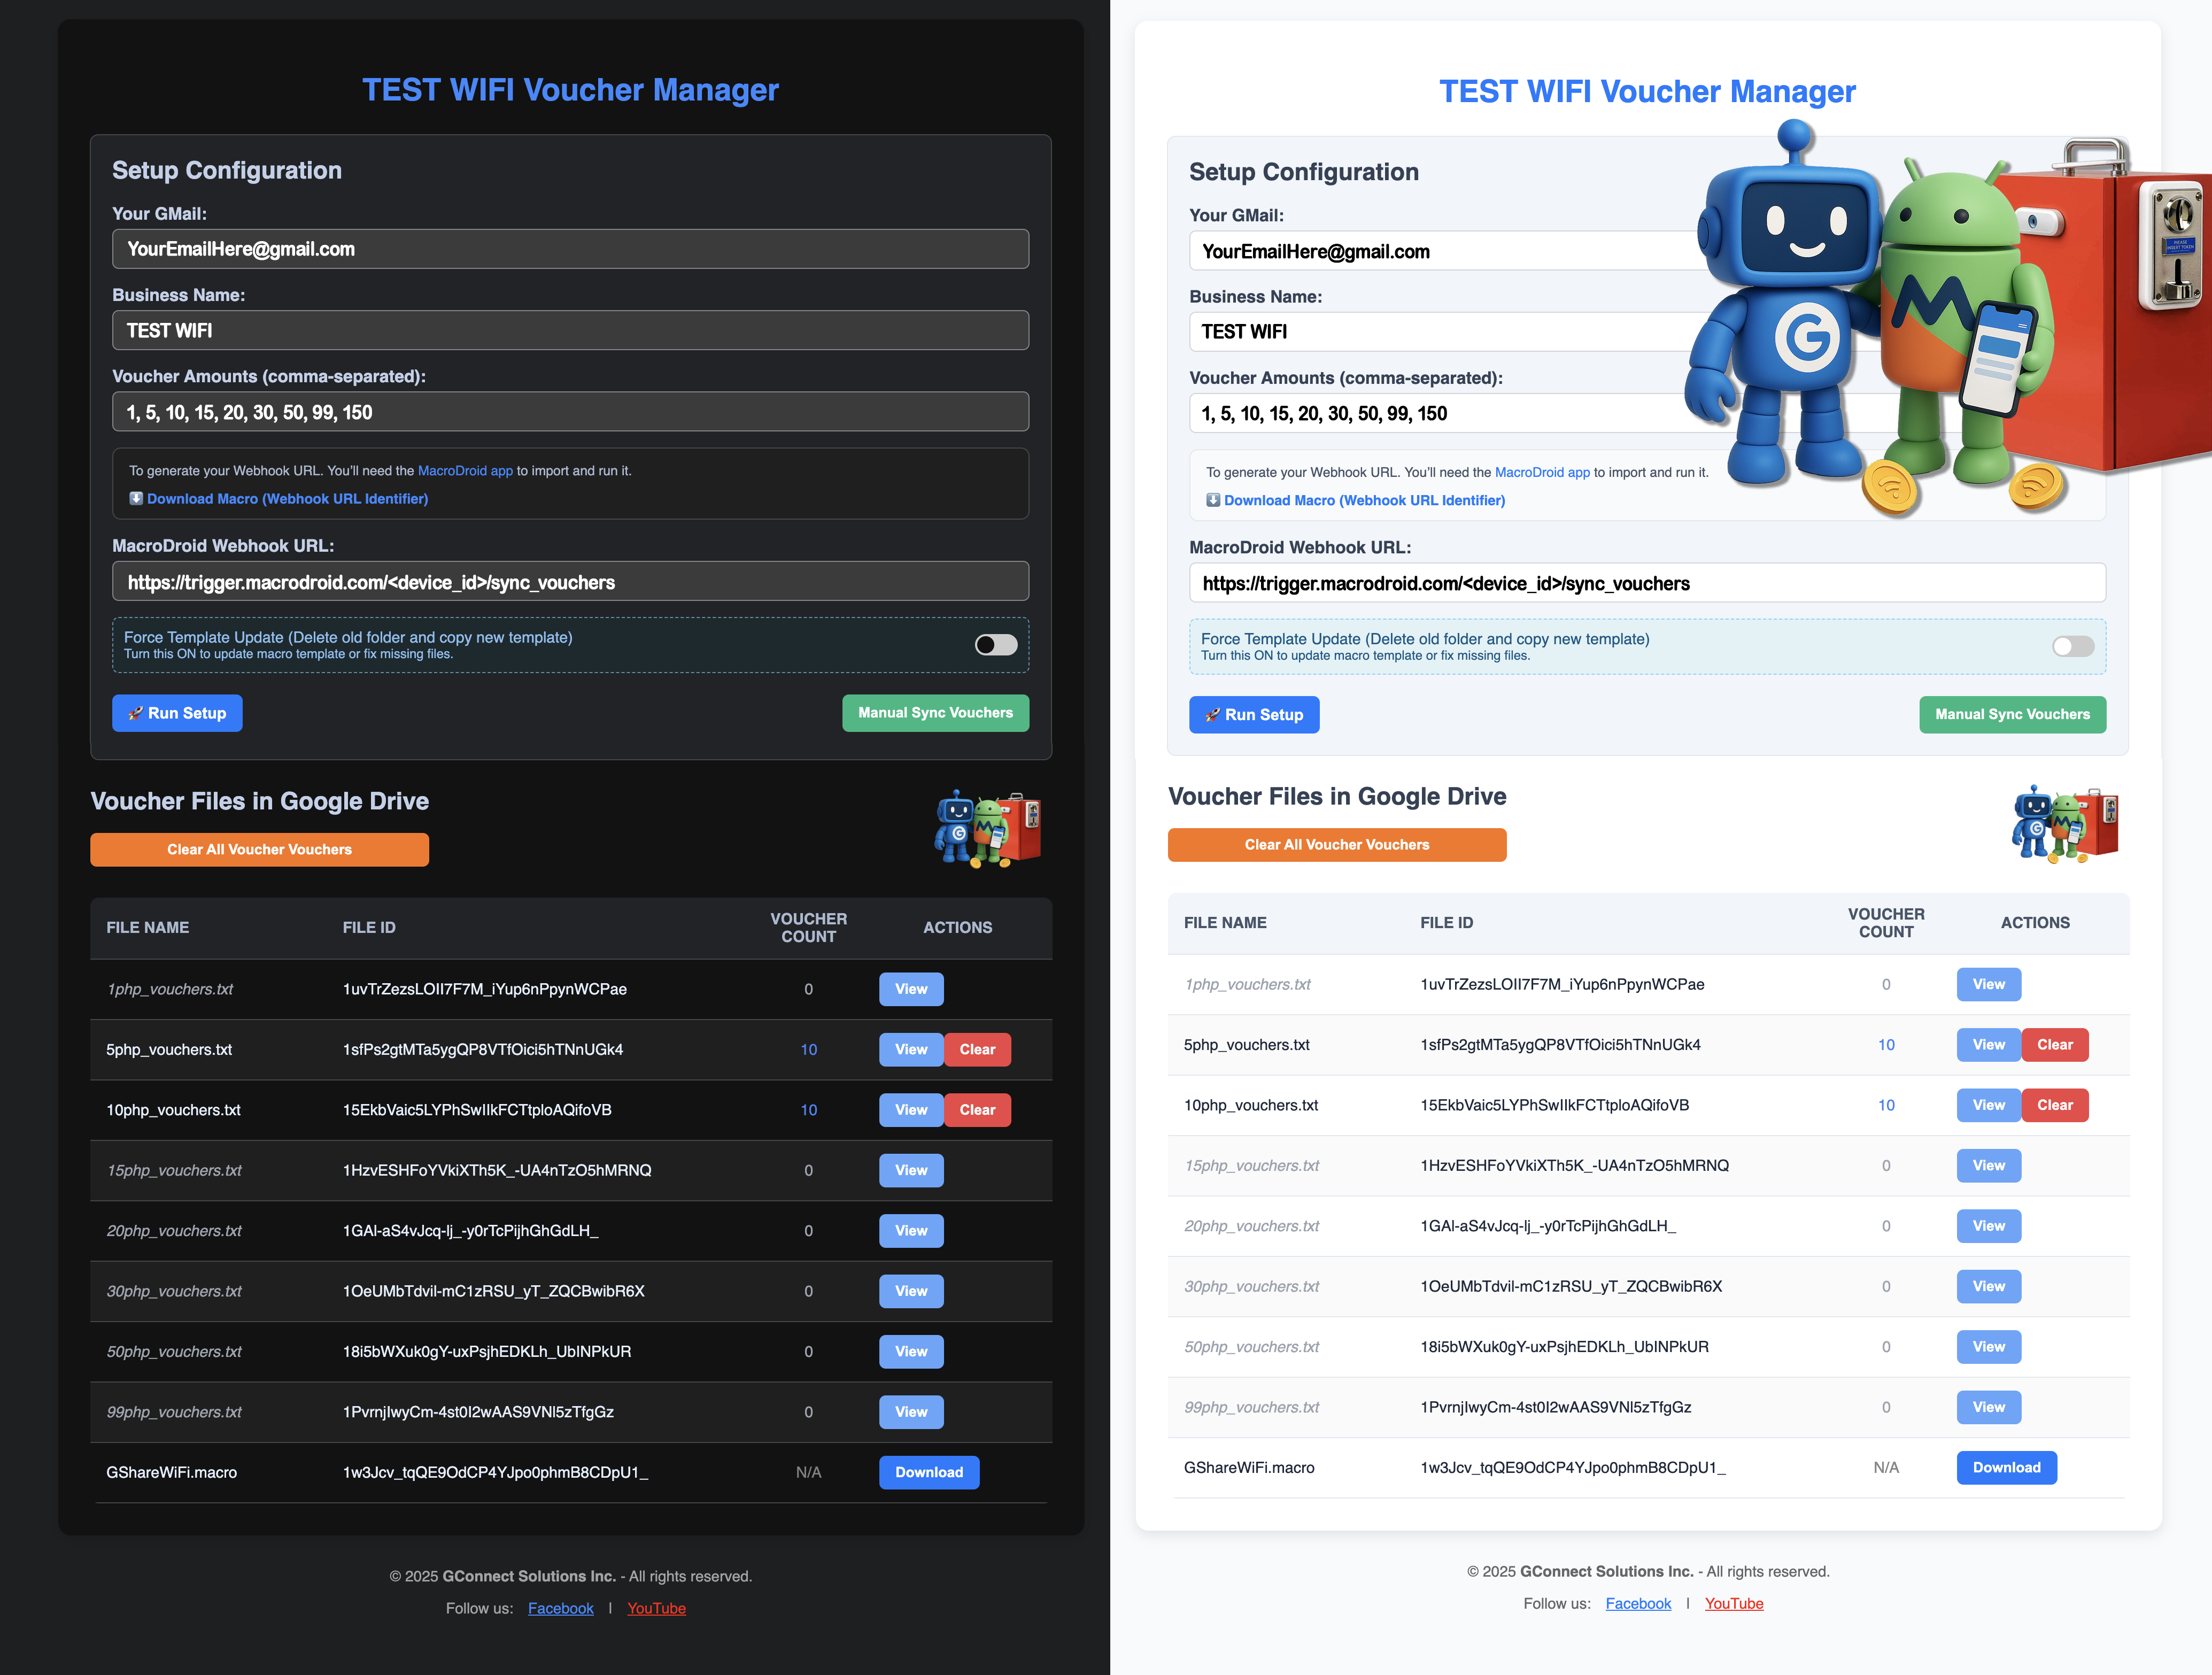 TEST WIFI Voucher Manager
Setup Configuration
Your GMail:
YourEmailHere@gmail.com
Business Name:
TEST WIFI
Voucher Amounts (comma-separated):
1, 5, 10, 15, 20, 30, 50, 99, 150
To generate your Webhook URL. You'll need the MacroDroid app to import and run it.
⬇️ Download Macro (Webhook URL Identifier)
MacroDroid Webhook URL:
https://trigger.macrodroid.com/<device_id>/sync_vouchers
Force Template Update (Delete old folder and copy new template)
Turn this ON to update macro template or fix missing files.
🚀 Run Setup
Manual Sync Vouchers
Voucher Files in Google Drive
Clear All Voucher Vouchers
FILE NAME FILE ID VOUCHER COUNT ACTIONS
1php_vouchers.txt 1uvTrZezsLOII7F7M_iYup6nPpynWCPae 0 View
5php_vouchers.txt 1sfPs2gtMTa5ygQP8VTfOici5hTNnUGk4 10 View Clear
10php_vouchers.txt 15EkbVaic5LYPhSwIIkFCTtploAQifoVB 10 View Clear
15php_vouchers.txt 1HzvESHFoYVkiXTh5K_-UA4nTzO5hMRNQ 0 View
20php_vouchers.txt 1GAl-aS4vJcq-lj_-y0rTcPijhGhGdLH_ 0 View
30php_vouchers.txt 1OeUMbTdvil-mC1zRSU_yT_ZQCBwibR6X 0 View
50php_vouchers.txt 18i5bWXuk0gY-uxPsjhEDKLh_UbINPkUR 0 View
99php_vouchers.txt 1PvrnjIwyCm-4st0I2wAAS9VNl5zTfgGz 0 View
GShareWiFi.macro 1w3Jcv_tqQE9OdCP4YJpo0phmB8CDpU1_ N/A Download
© 2025 GConnect Solutions Inc. - All rights reserved.
Follow us: Facebook | YouTube
TEST WIFI Voucher Manager
Setup Configuration
Your GMail:
YourEmailHere@gmail.com
Business Name:
TEST WIFI
Voucher Amounts (comma-separated):
1, 5, 10, 15, 20, 30, 50, 99, 150
G
M
PLEASE
INSERT TOKEN
To generate your Webhook URL. You'll need the MacroDroid app to import and run it.
⬇️ Download Macro (Webhook URL Identifier)
MacroDroid Webhook URL:
https://trigger.macrodroid.com/<device_id>/sync_vouchers
Force Template Update (Delete old folder and copy new template)
Turn this ON to update macro template or fix missing files.
🚀 Run Setup
Manual Sync Vouchers
Voucher Files in Google Drive
Clear All Voucher Vouchers
FILE NAME FILE ID VOUCHER COUNT ACTIONS
1php_vouchers.txt 1uvTrZezsLOII7F7M_iYup6nPpynWCPae 0 View
5php_vouchers.txt 1sfPs2gtMTa5ygQP8VTfOici5hTNnUGk4 10 View Clear
10php_vouchers.txt 15EkbVaic5LYPhSwIIkFCTtploAQifoVB 10 View Clear
15php_vouchers.txt 1HzvESHFoYVkiXTh5K_-UA4nTzO5hMRNQ 0 View
20php_vouchers.txt 1GAl-aS4vJcq-lj_-y0rTcPijhGhGdLH_ 0 View
30php_vouchers.txt 1OeUMbTdvil-mC1zRSU_yT_ZQCBwibR6X 0 View
50php_vouchers.txt 18i5bWXuk0gY-uxPsjhEDKLh_UbINPkUR 0 View
99php_vouchers.txt 1PvrnjIwyCm-4st0I2wAAS9VNl5zTfgGz 0 View
GShareWiFi.macro 1w3Jcv_tqQE9OdCP4YJpo0phmB8CDpU1_ N/A Download
© 2025 GConnect Solutions Inc. - All rights reserved.
Follow us: Facebook | YouTube